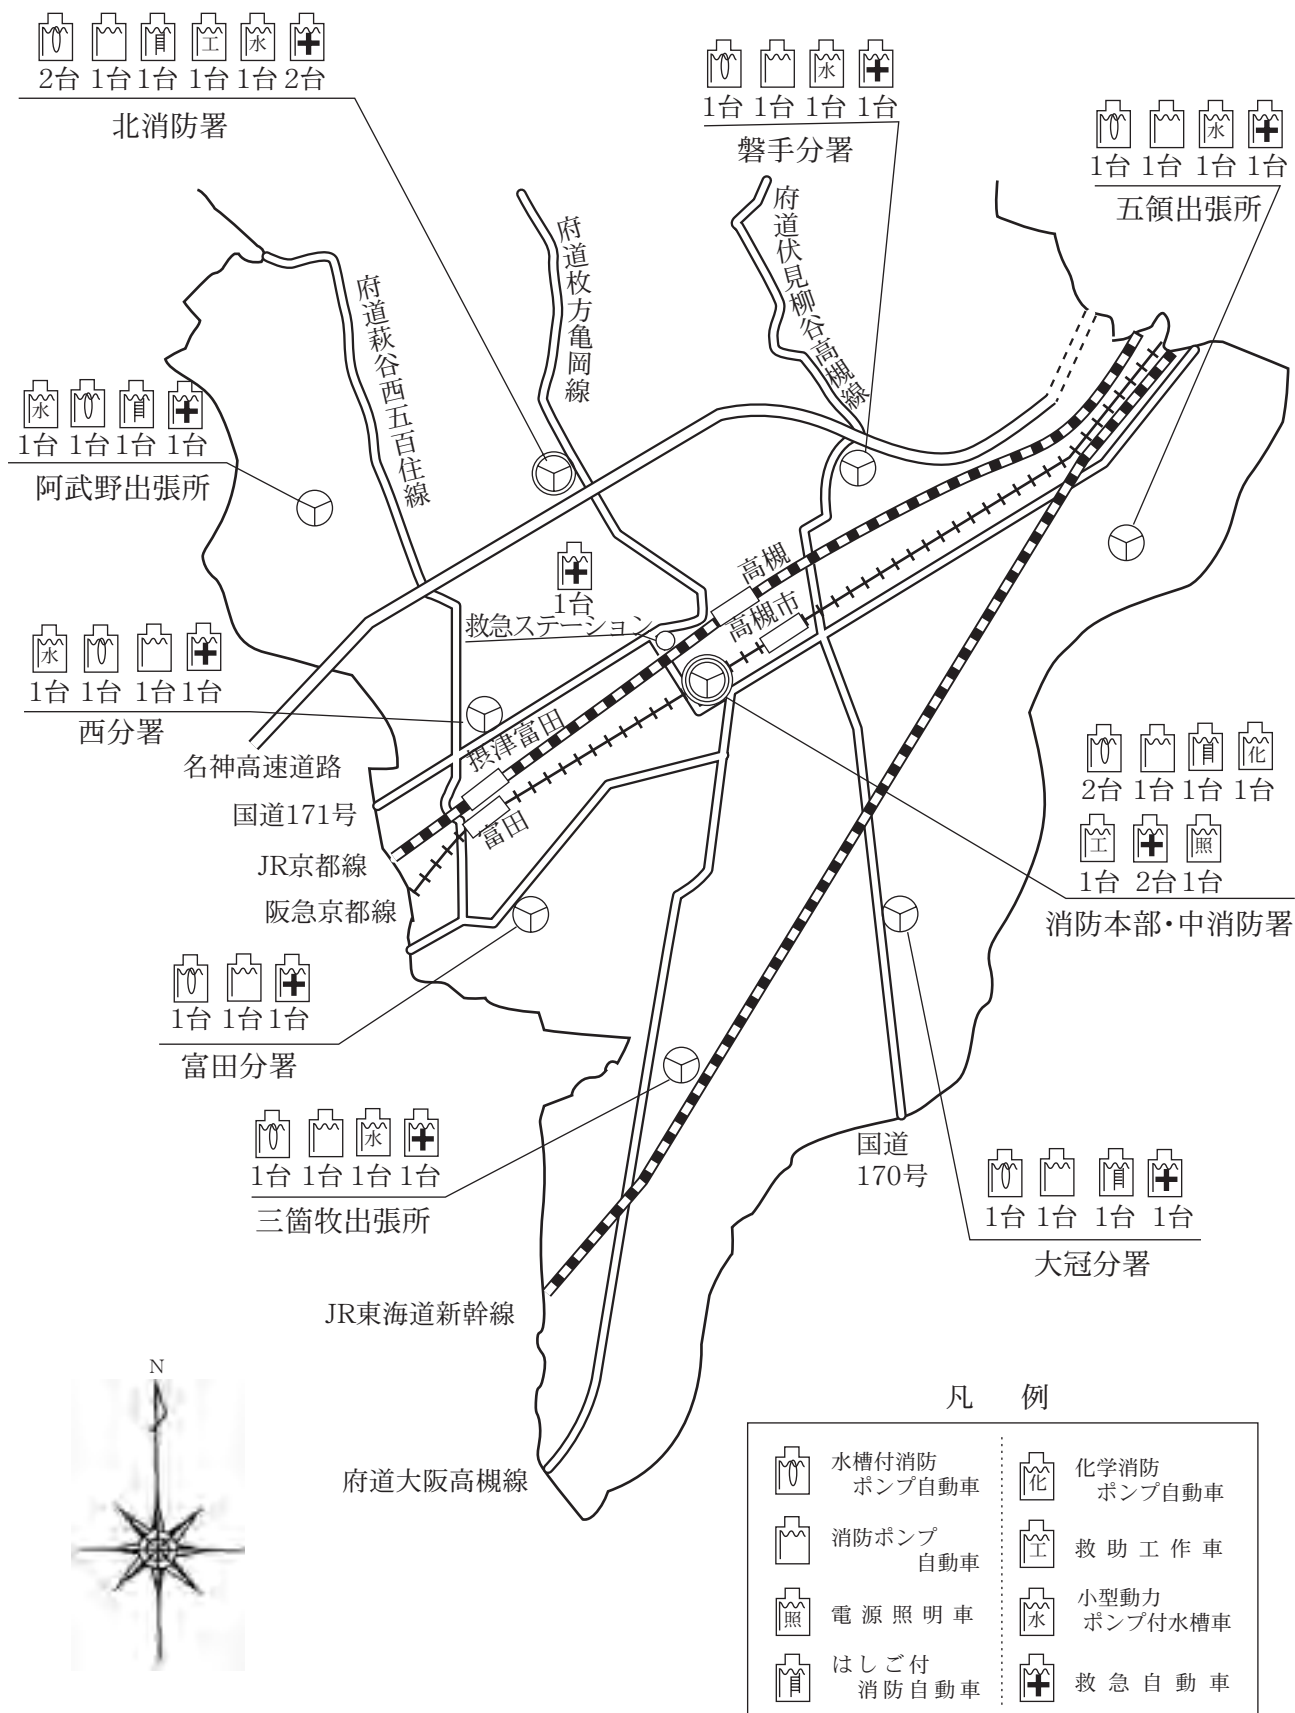 2台 1台 1台 1台 1台 2台
工 水
北消防署
水
1台 1台 1台 1台
磐手分署
水
1台 1台 1台 1台
五領出張所
府道萩谷西五百住線
府道枚方亀岡線
府道伏見柳谷高槻線
水
1台 1台 1台 1台
阿武野出張所
1台
救急ステーション
高槻
高槻市
水
1台 1台 1台 1台
西分署
摂津富田
富田
名神高速道路
国道171号
JR京都線
阪急京都線
化
2台 1台 1台 1台
工 照
1台 2台 1台
消防本部・中消防署
1台 1台 1台
富田分署
水
1台 1台 1台 1台
三箇牧出張所
国道
170号
1台 1台 1台 1台
大冠分署
JR東海道新幹線
府道大阪高槻線
N
凡 例
水槽付消防
ポンプ自動車
消防ポンプ
自動車
照 電源照明車
はしご付
消防自動車
化 化学消防
ポンプ自動車
工 救助工作車
水 小型動力
ポンプ付水槽車
救急自動車